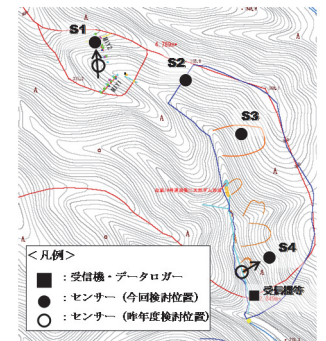 S1
S2
S3
S4
受信機等
<凡例>
：受信機・データロガー
：センサー（今回検討位置）
：センサー（昨年度検討位置）